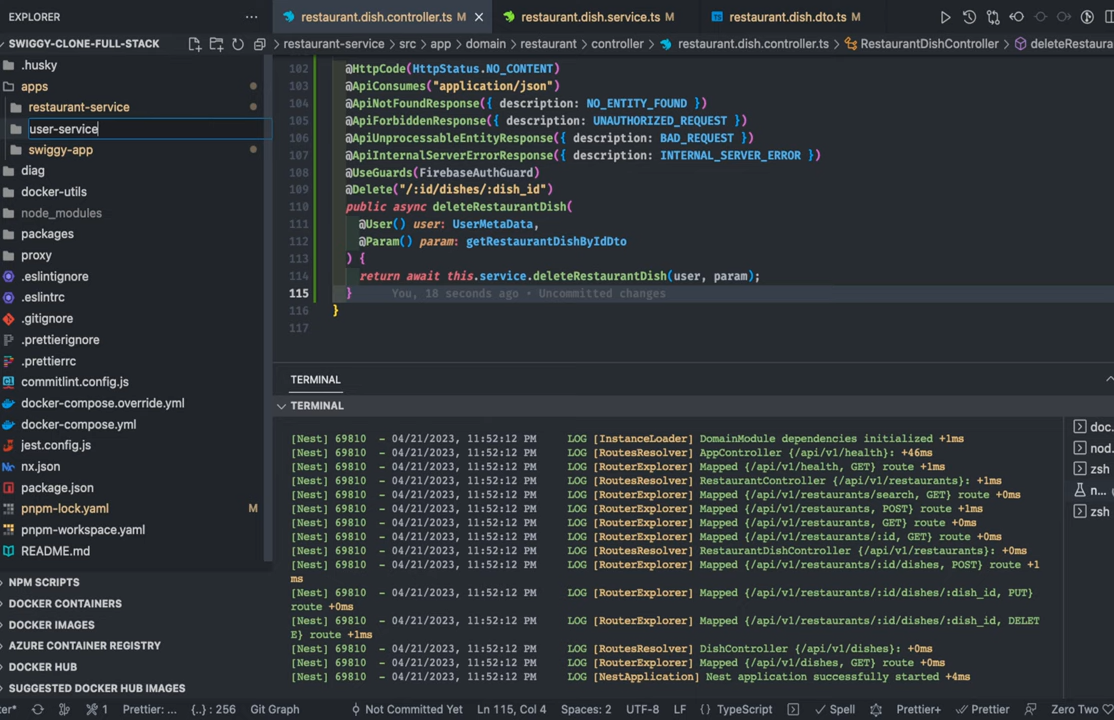 EXPLORER
SWIGGY-CLONE-FULL-STACK
.husky
apps
restaurant-service
user-service
swiggy-app
diag
docker-utils
node_modules
packages
proxy
.eslintignore
.eslintrc
.gitignore
.prettierignore
.prettierrc
commitlint.config.js
docker-compose.override.yml
docker-compose.yml
jest.config.js
nx.json
package.json
pnpm-lock.yaml M
pnpm-workspace.yaml
README.md
NPM SCRIPTS
DOCKER CONTAINERS
DOCKER IMAGES
AZURE CONTAINER REGISTRY
DOCKER HUB
SUGGESTED DOCKER HUB IMAGES
restaurant.dish.controller.ts M restaurant.dish.service.ts M restaurant.dish.dto.ts M
restaurant-service > src > app > domain > restaurant > controller > restaurant.dish.controller.ts > RestaurantDishController > deleteRestaur
102 @HttpCode(HttpStatus.NO_CONTENT)
103 @ApiConsumes("application/json")
104 @ApiNotFoundResponse({ description: NO_ENTITY_FOUND })
105 @ApiForbiddenResponse({ description: UNAUTHORIZED_REQUEST })
106 @ApiUnprocessableEntityResponse({ description: BAD_REQUEST })
107 @ApiInternalServerErrorResponse({ description: INTERNAL_SERVER_ERROR })
108 @UseGuards(FirebaseAuthGuard)
109 @Delete("/:id/dishes/:dish_id")
110 public async deleteRestaurantDish(
111 @User() user: UserMetaData,
112 @Param() param: getRestaurantDishByIdDto
113 ) {
114 return await this.service.deleteRestaurantDish(user, param);
115 } You, 18 seconds ago • Uncommitted changes
116 }
117
TERMINAL
TERMINAL
[Nest] 69810 - 04/21/2023, 11:52:12 PM LOG [InstanceLoader] DomainModule dependencies initialized +1ms
[Nest] 69810 - 04/21/2023, 11:52:12 PM LOG [RoutesResolver] AppController {/api/v1/health}: +46ms
[Nest] 69810 - 04/21/2023, 11:52:12 PM LOG [RouterExplorer] Mapped {/api/v1/health, GET} route +1ms
[Nest] 69810 - 04/21/2023, 11:52:12 PM LOG [RoutesResolver] RestaurantController {/api/v1/restaurants}: +1ms
[Nest] 69810 - 04/21/2023, 11:52:12 PM LOG [RouterExplorer] Mapped {/api/v1/restaurants/search, GET} route +0ms
[Nest] 69810 - 04/21/2023, 11:52:12 PM LOG [RouterExplorer] Mapped {/api/v1/restaurants, POST} route +1ms
[Nest] 69810 - 04/21/2023, 11:52:12 PM LOG [RouterExplorer] Mapped {/api/v1/restaurants, GET} route +0ms
[Nest] 69810 - 04/21/2023, 11:52:12 PM LOG [RouterExplorer] Mapped {/api/v1/restaurants/:id, GET} route +0ms
[Nest] 69810 - 04/21/2023, 11:52:12 PM LOG [RoutesResolver] RestaurantDishController {/api/v1/restaurants}: +0ms
[Nest] 69810 - 04/21/2023, 11:52:12 PM LOG [RouterExplorer] Mapped {/api/v1/restaurants/:id/dishes, POST} route +1
ms
[Nest] 69810 - 04/21/2023, 11:52:12 PM LOG [RouterExplorer] Mapped {/api/v1/restaurants/:id/dishes/:dish_id, PUT}
route +0ms
[Nest] 69810 - 04/21/2023, 11:52:12 PM LOG [RouterExplorer] Mapped {/api/v1/restaurants/:id/dishes/:dish_id, DELET
E} route +1ms
[Nest] 69810 - 04/21/2023, 11:52:12 PM LOG [RoutesResolver] DishController {/api/v1/dishes}: +0ms
[Nest] 69810 - 04/21/2023, 11:52:12 PM LOG [RouterExplorer] Mapped {/api/v1/dishes, GET} route +0ms
[Nest] 69810 - 04/21/2023, 11:52:12 PM LOG [NestApplication] Nest application successfully started +4ms
doc.
nod.
zsh
n...
zsh
ter* 1 Prettier: ... {..} : 256 Git Graph Not Committed Yet Ln 115, Col 4 Spaces: 2 UTF-8 LF { } TypeScript Spell Prettier+ Prettier Zero Two